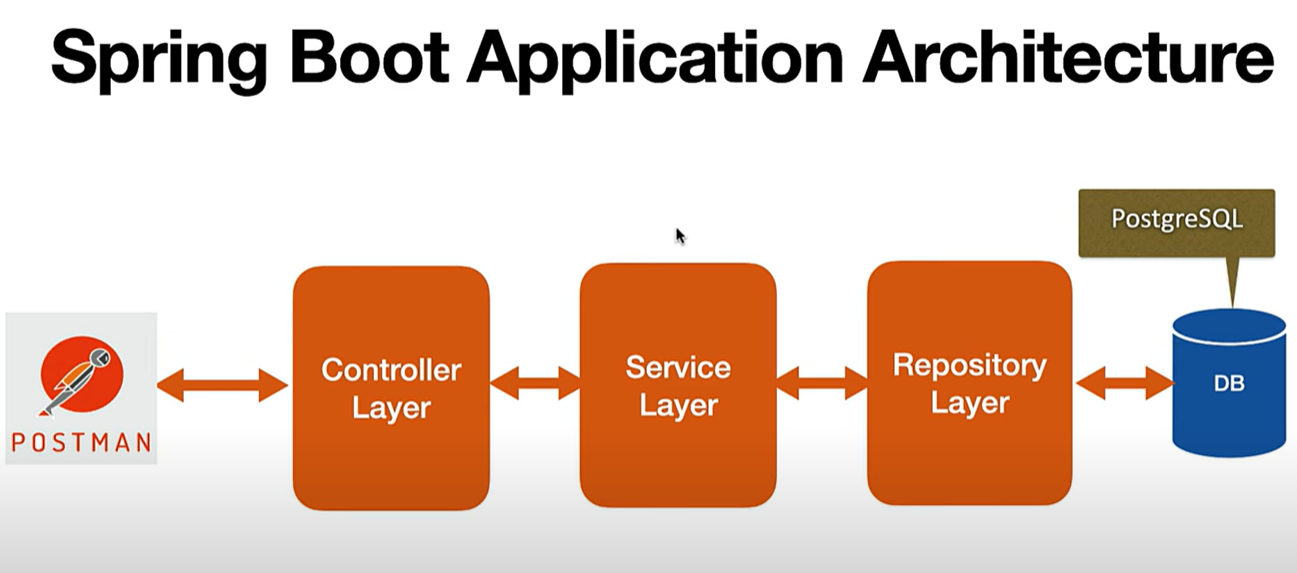 Spring Boot Application Architecture
PostgreSQL
POSTMAN
Controller
Layer
Service
Layer
Repository
Layer
DB